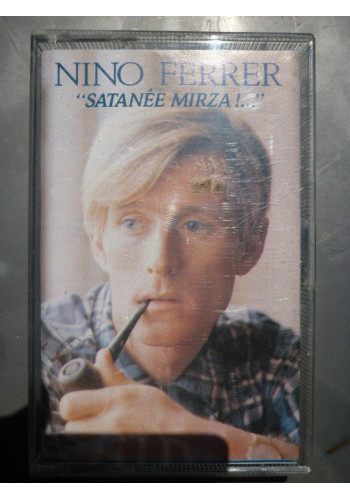 NINO FERRER
“SATANÉE MIRZA !...”